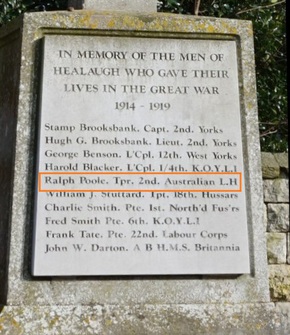 IN MEMORY OF THE MEN OF
HEALAUGH WHO GAVE THEIR
LIVES IN THE GREAT WAR
1914 - 1919
Stamp Brooksbank. Capt. 2nd. Yorks
Hugh G. Brooksbank. Lieut. 2nd. Yorks
George Benson. L'Cpl. 12th. West Yorks
Harold Blacker. L'Cpl. 1/4th. K.O.Y.L.I
Ralph Poole. Tpr. 2nd. Australian L.H
William J. Stuttard. Tpt. 18th. Hussars
Charlie Smith. Pte. 1st. North'd Fus'rs
Fred Smith Pte. 6th. K.O.Y.L.I
Frank Tate. Pte. 22nd. Labour Corps
John W. Darton. A B H.M.S. Britannia